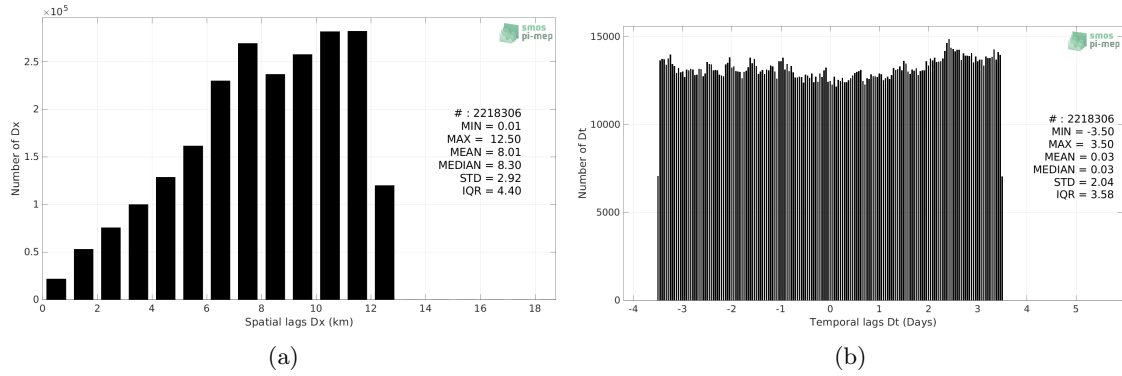 ×10^5
smos
pi-mep
# : 2218306
MIN = 0.01
MAX = 12.50
MEAN = 8.01
MEDIAN = 8.30
STD = 2.92
IQR = 4.40
Number of Dx
2.5
2
1.5
1
0.5
0
0 2 4 6 8 10 12 14 16 18
Spatial lags Dx (km)
(a)
smos
pi-mep
# : 2218306
MIN = -3.50
MAX = 3.50
MEAN = 0.03
MEDIAN = 0.03
STD = 2.04
IQR = 3.58
Number of Dt
15000
10000
5000
0
-4 -3 -2 -1 0 1 2 3 4 5
Temporal lags Dt (Days)
(b)